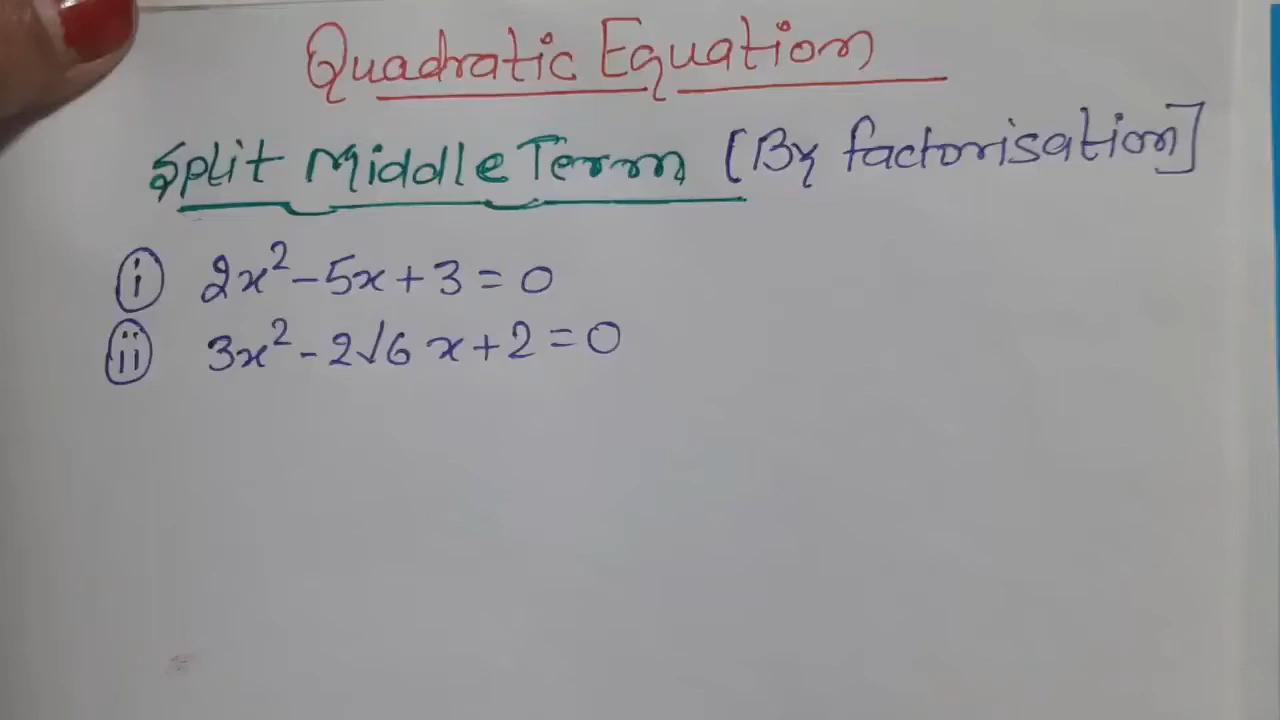 Quadratic Equation
Split Middle Term [By factorisation]
(i) 2x² - 5x + 3 = 0
(ii) 3x² - 2√6 x + 2 = 0